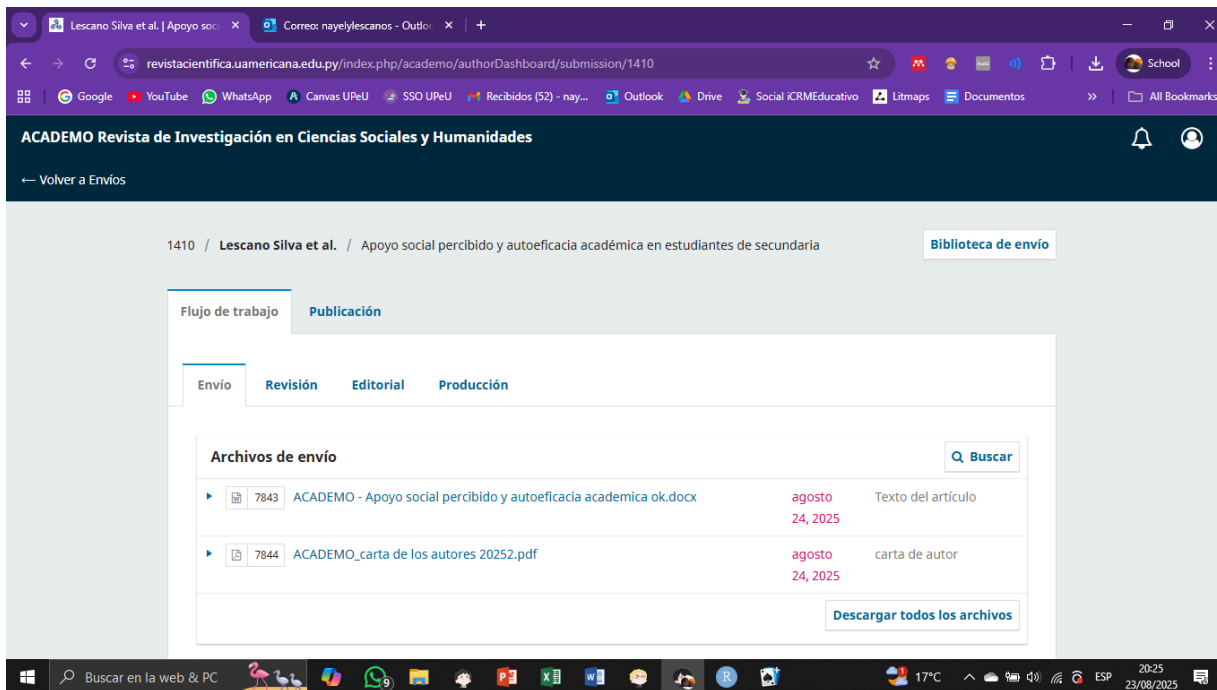 Lescano Silva et al. | Apoyo soci
Correo: nayelylescanos - Outloo
revistacientifica.uamericana.edu.py/index.php/academo/authorDashboard/submission/1410
School
Google YouTube WhatsApp Canvas UPeU SSO UPeU Recibidos (52) - nay... Outlook Drive Social iCRMEducativo Litmaps Documentos » All Bookmarks
ACADEMO Revista de Investigación en Ciencias Sociales y Humanidades
← Volver a Envíos
1410 / Lescano Silva et al. / Apoyo social percibido y autoeficacia académica en estudiantes de secundaria
Biblioteca de envío
Flujo de trabajo Publicación
Envío Revisión Editorial Producción
Archivos de envío
Buscar
7843 ACADEMO - Apoyo social percibido y autoeficacia academica ok.docx agosto 24, 2025 Texto del artículo
7844 ACADEMO_carta de los autores 20252.pdf agosto 24, 2025 carta de autor
Descargar todos los archivos
Buscar en la web & PC
17°C
ESP
20:25
23/08/2025